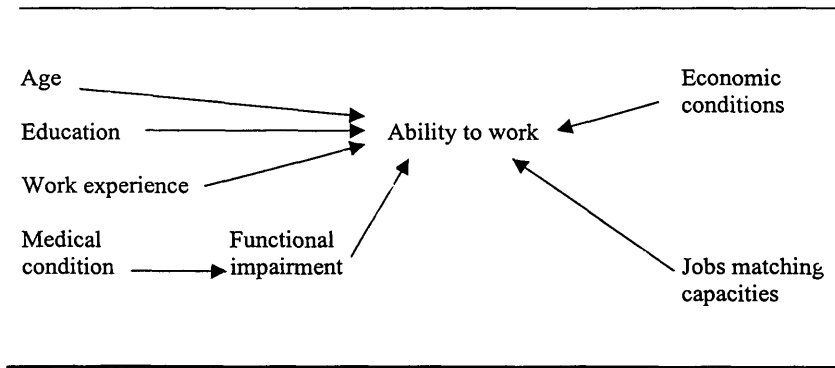 Age
Education
Work experience
Medical
condition
Functional
impairment
Ability to work
Economic
conditions
Jobs matching
capacities